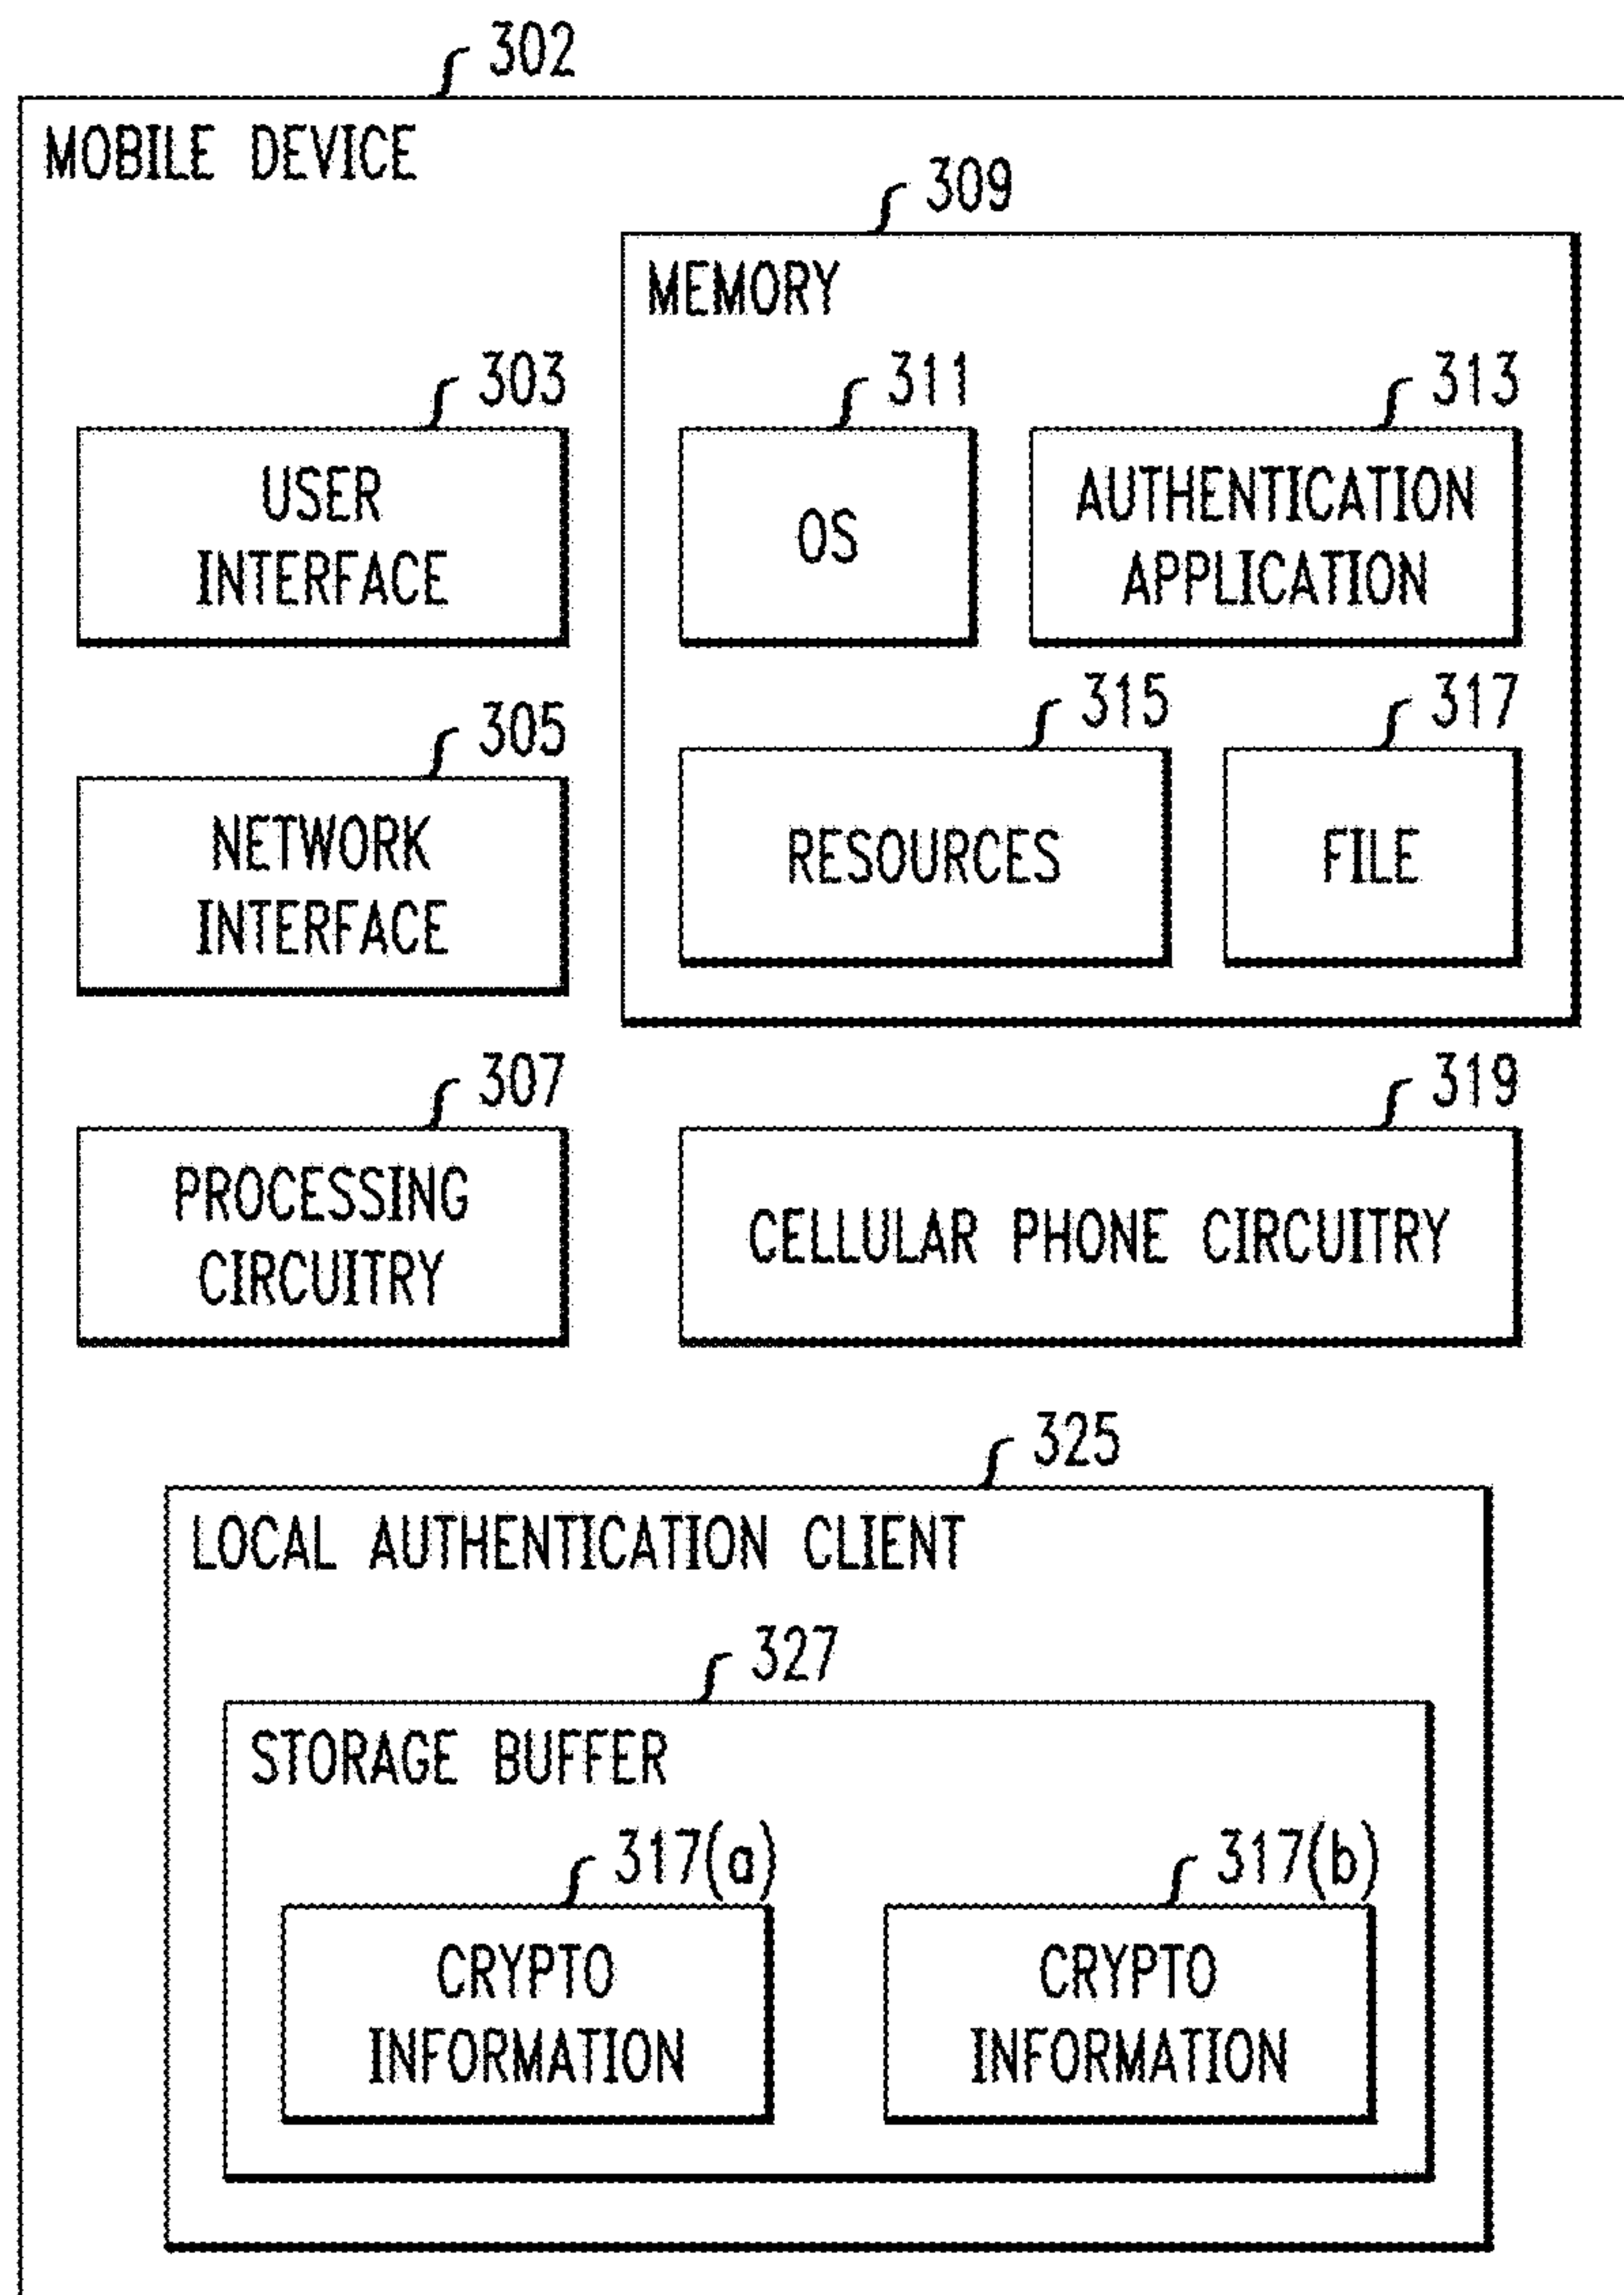 302
MOBILE DEVICE
309
MEMORY
303
USER
INTERFACE
311
OS
313
AUTHENTICATION
APPLICATION
305
NETWORK
INTERFACE
315
RESOURCES
317
FILE
307
PROCESSING
CIRCUITRY
319
CELLULAR PHONE CIRCUITRY
325
LOCAL AUTHENTICATION CLIENT
327
STORAGE BUFFER
317(a)
CRYPTO
INFORMATION
317(b)
CRYPTO
INFORMATION